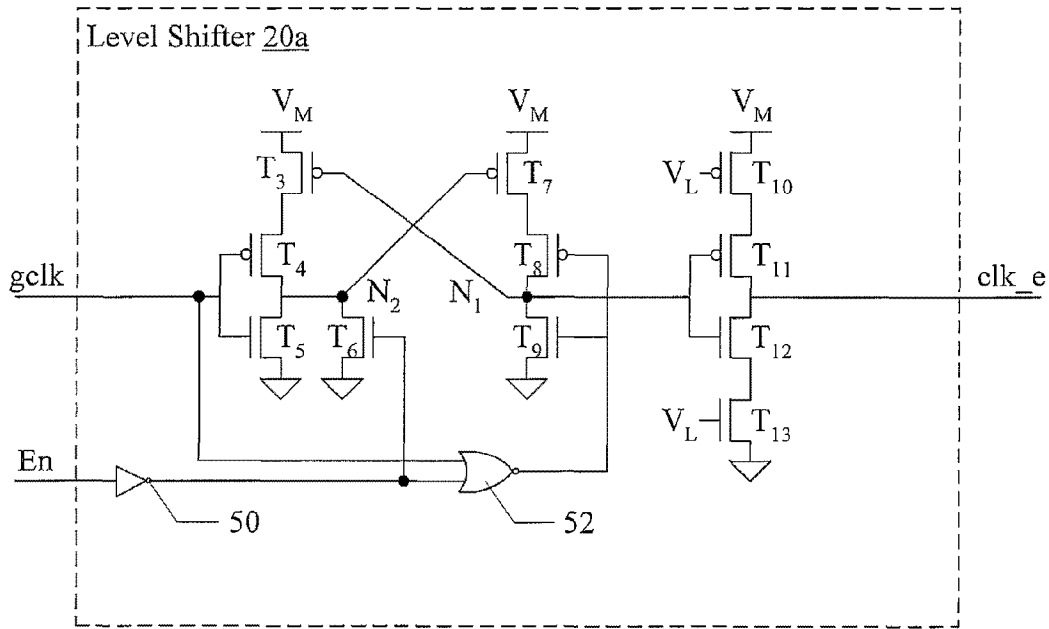 Level Shifter 20a
V_M V_M V_M
T_3 T_7 V_L T_10
T_4 T_8 T_11
gclk N_2 N_1 clk_e
T_5 T_6 T_9 T_12
V_L T_13
En
50 52